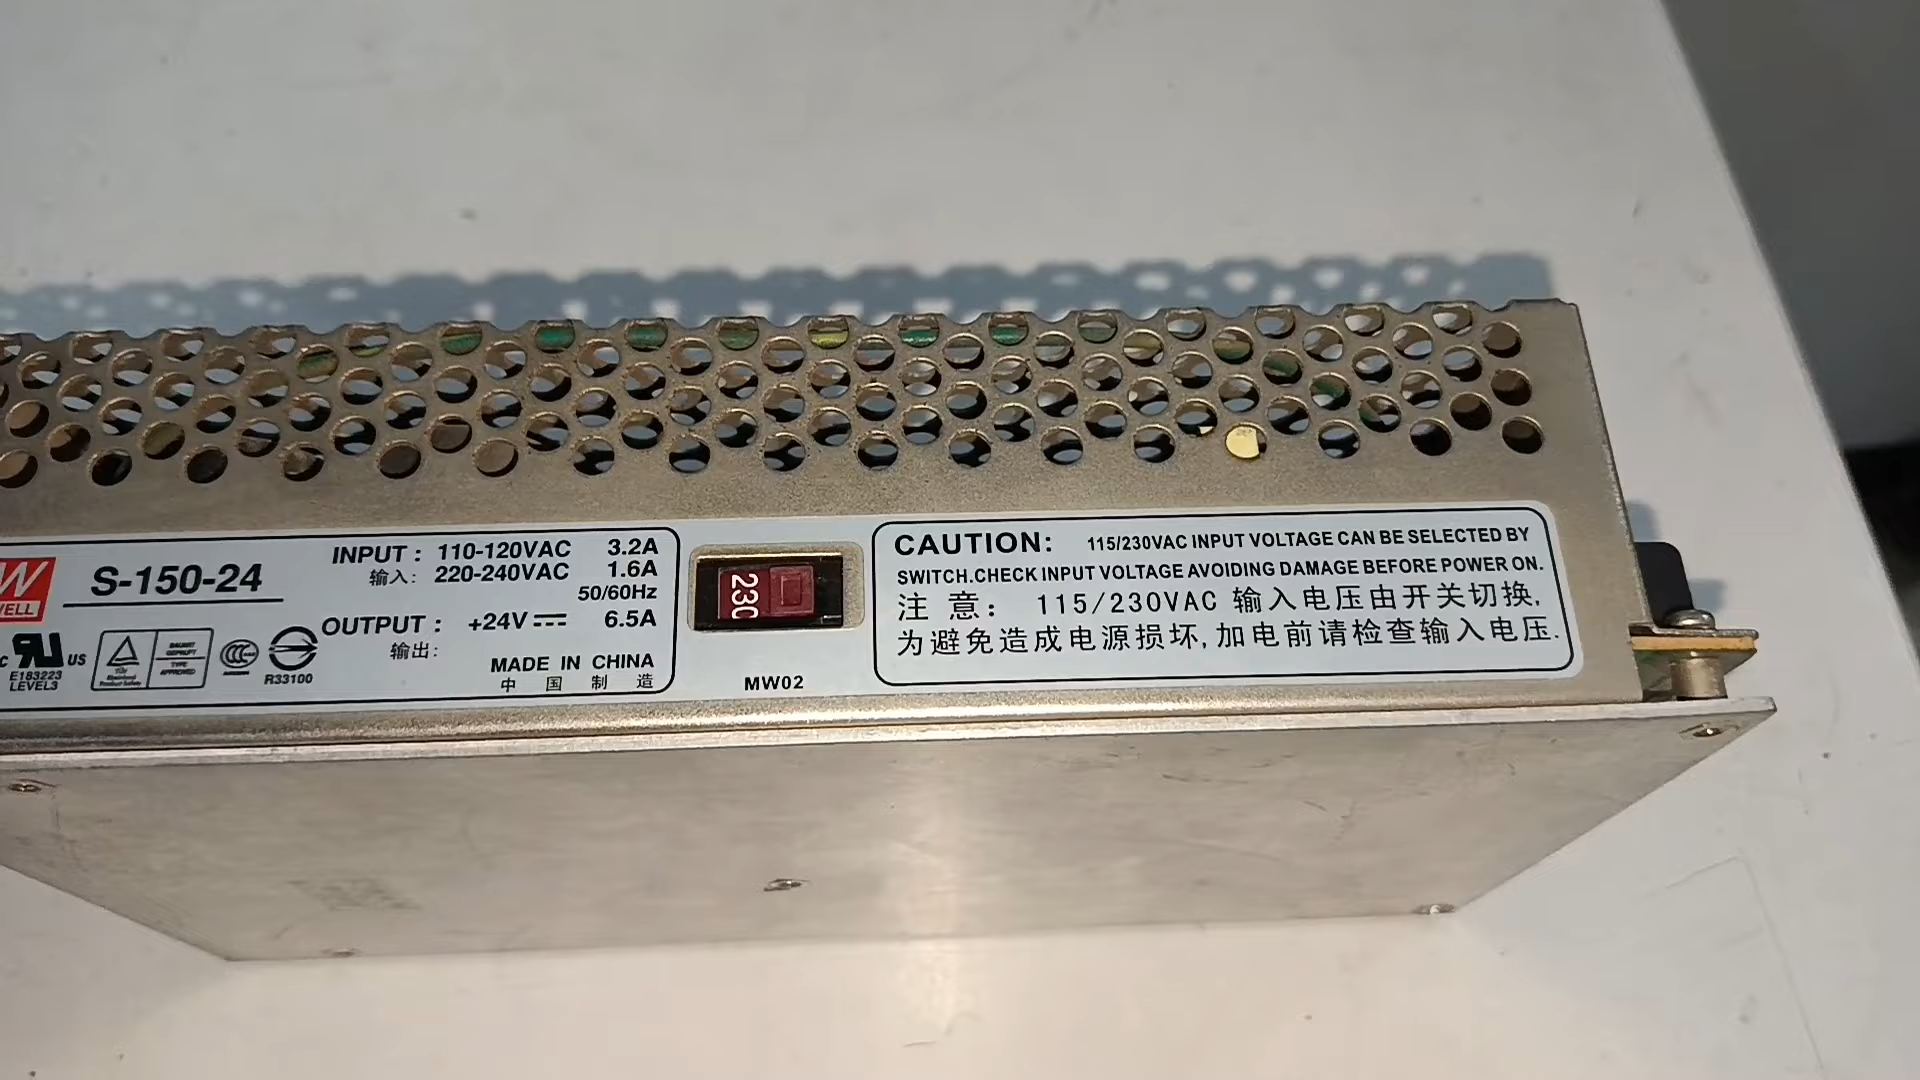 W
WELL
S-150-24
c US
E183223
LEVEL3
R33100
INPUT : 110-120VAC 3.2A
输入: 220-240VAC 1.6A
50/60Hz
OUTPUT : +24V 6.5A
输出:
MADE IN CHINA
中 国 制 造
230
MW02
CAUTION: 115/230VAC INPUT VOLTAGE CAN BE SELECTED BY
SWITCH.CHECK INPUT VOLTAGE AVOIDING DAMAGE BEFORE POWER ON.
注 意: 115/230VAC 输入电压由开关切换,
为避免造成电源损坏,加电前请检查输入电压.